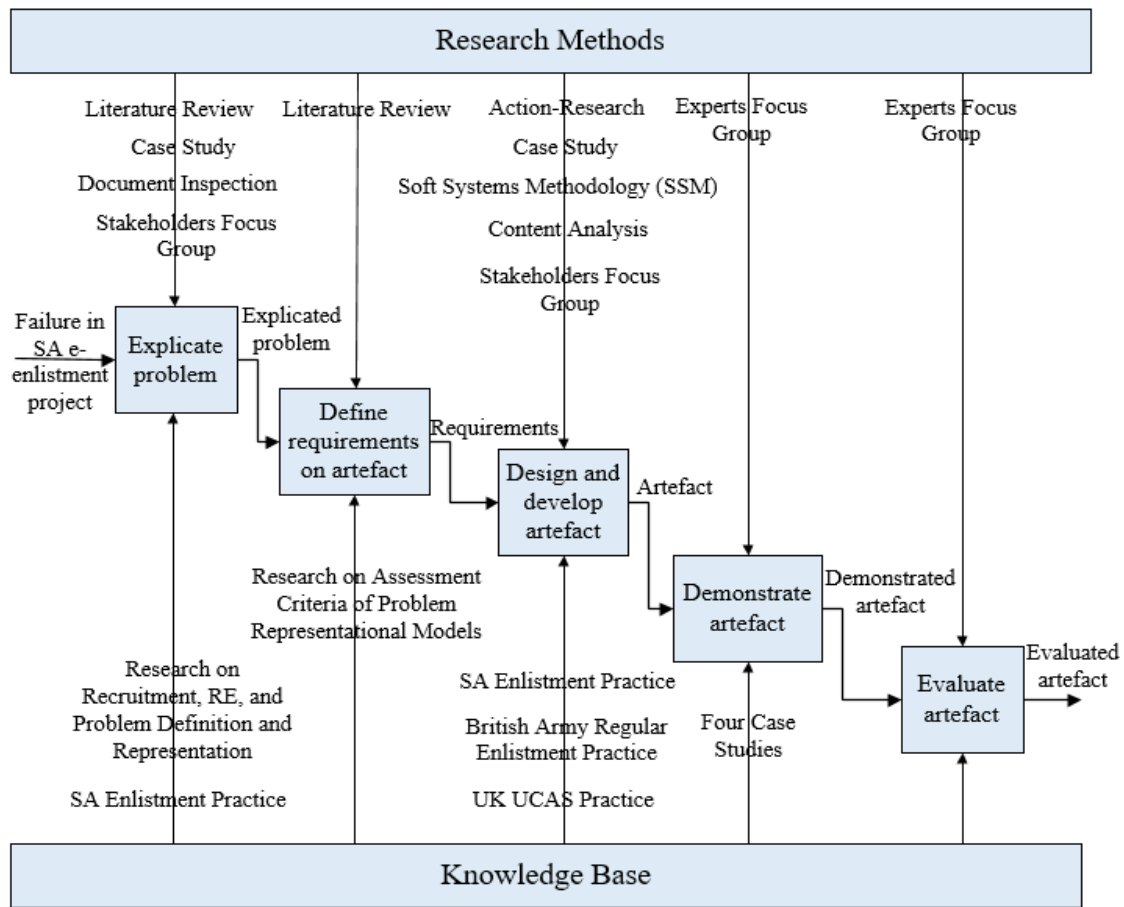 Research Methods
Literature Review
Case Study
Document Inspection
Stakeholders Focus
Group
Literature Review
Action-Research
Case Study
Soft Systems Methodology (SSM)
Content Analysis
Stakeholders Focus
Group
Experts Focus
Group
Experts Focus
Group
Failure in
SA e-
enlistment
project
Explicate
problem
Explicated
problem
Define
requirements
on artefact
Requirements
Design and
develop
artefact
Artefact
Demonstrate
artefact
Demonstrated
artefact
Evaluate
artefact
Evaluated
artefact
Research on
Recruitment, RE, and
Problem Definition and
Representation
SA Enlistment Practice
Research on Assessment
Criteria of Problem
Representational Models
SA Enlistment Practice
British Army Regular
Enlistment Practice
UK UCAS Practice
Four Case
Studies
Knowledge Base